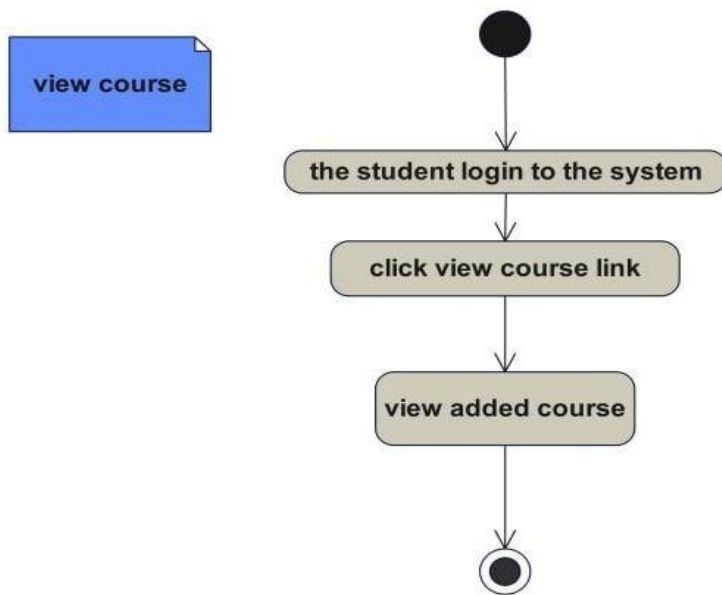 view course
the student login to the system
click view course link
view added course